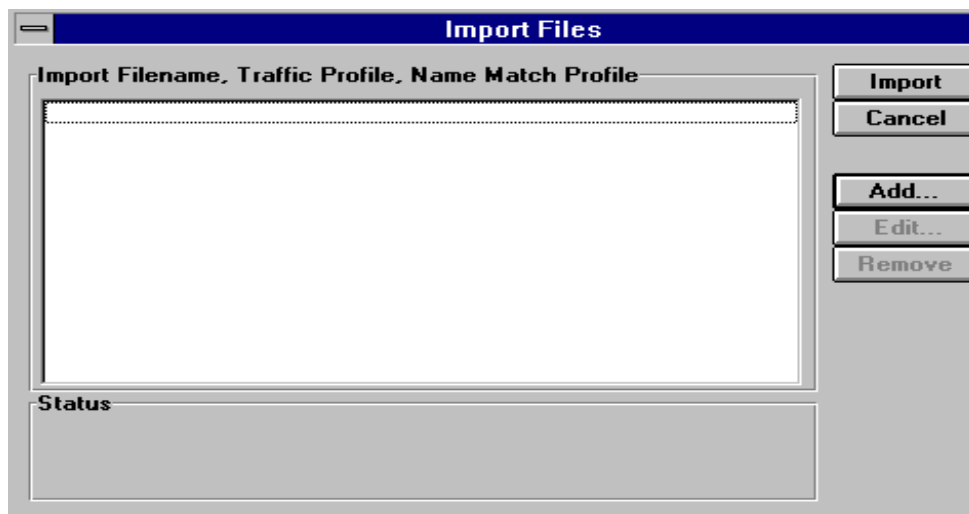 Import Files
Import Filename, Traffic Profile, Name Match Profile
Import
Cancel
Add...
Edit...
Remove
Status